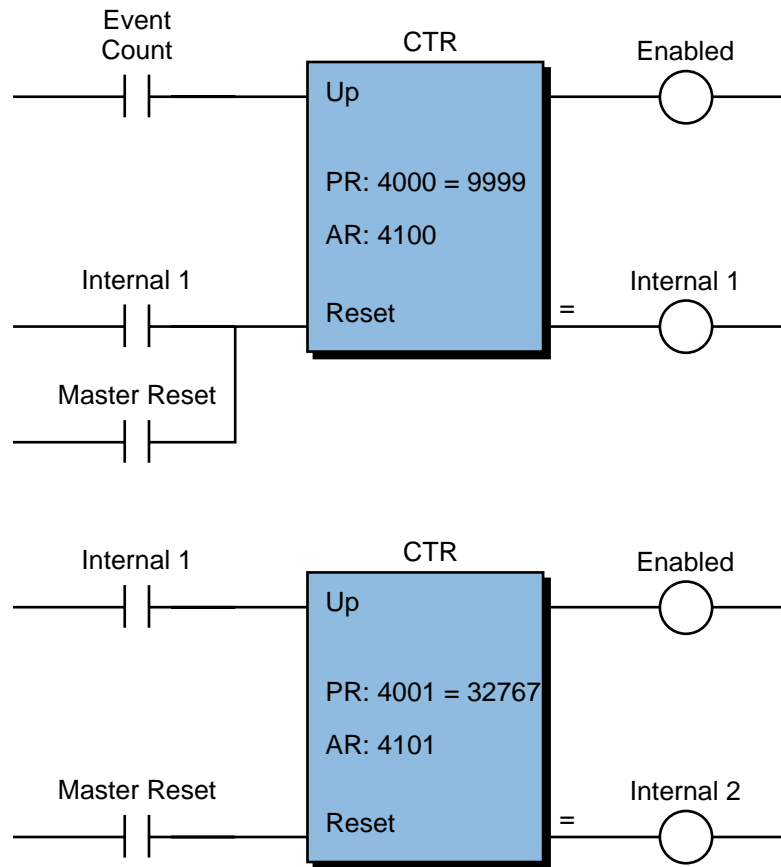 Event
Count
CTR
Enabled
Up
PR: 4000 = 9999
AR: 4100
Internal 1
Reset
=
Internal 1
Master Reset
Internal 1
CTR
Enabled
Up
PR: 4001 = 32767
AR: 4101
Master Reset
Reset
=
Internal 2